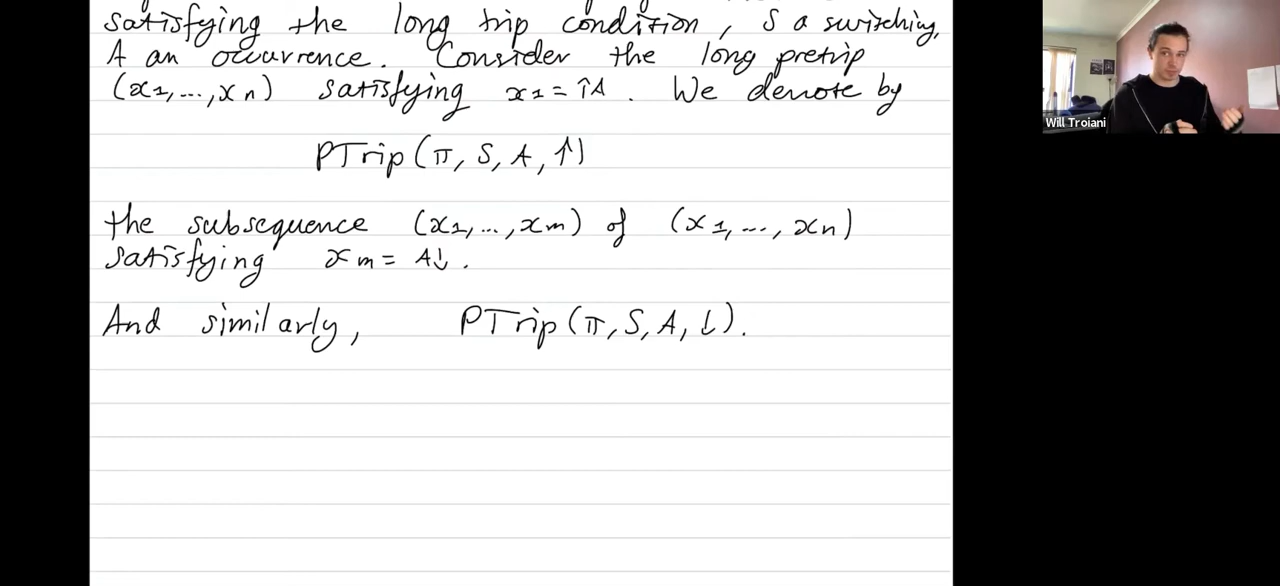 satisfying the long trip condition, S a switching,
A an occurrence. Consider the long pretrip
(x1,...,xn) satisfying x1 = ↑A. We denote by
PTrip(π, S, A, ↑)
the subsequence (x1,...,xm) of (x1,...,xn)
satisfying xm = A↓.
And similarly, PTrip(π, S, A, ↓).
Will Troiani